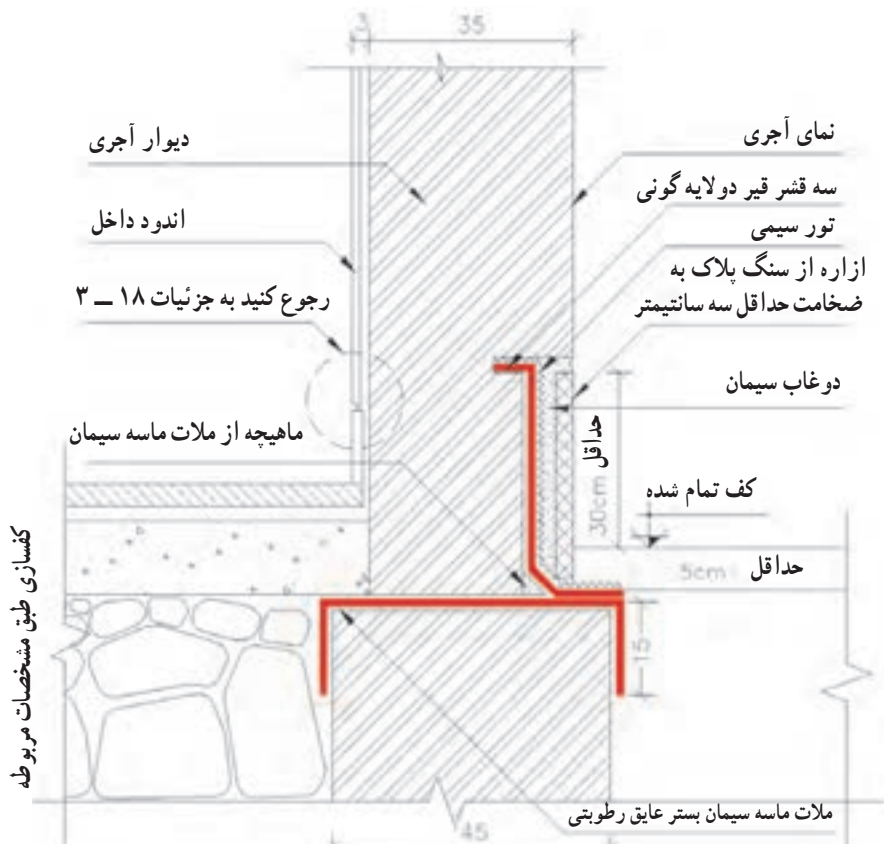 3
35
دیوار آجری
اندود داخل
رجوع کنید به جزئیات ۱۸ ــ ۳
ماهیچه از ملات ماسه سیمان
کفسازی طبق مشخصات مربوطه
نمای آجری
سه قشر قیر دولایه گونی
تور سیمی
ازاره از سنگ پلاک به
ضخامت حداقل سه سانتیمتر
دوغاب سیمان
حداقل
30cm
کف تمام شده
5cm
حداقل
15
ملات ماسه سیمان بستر عایق رطوبتی
45